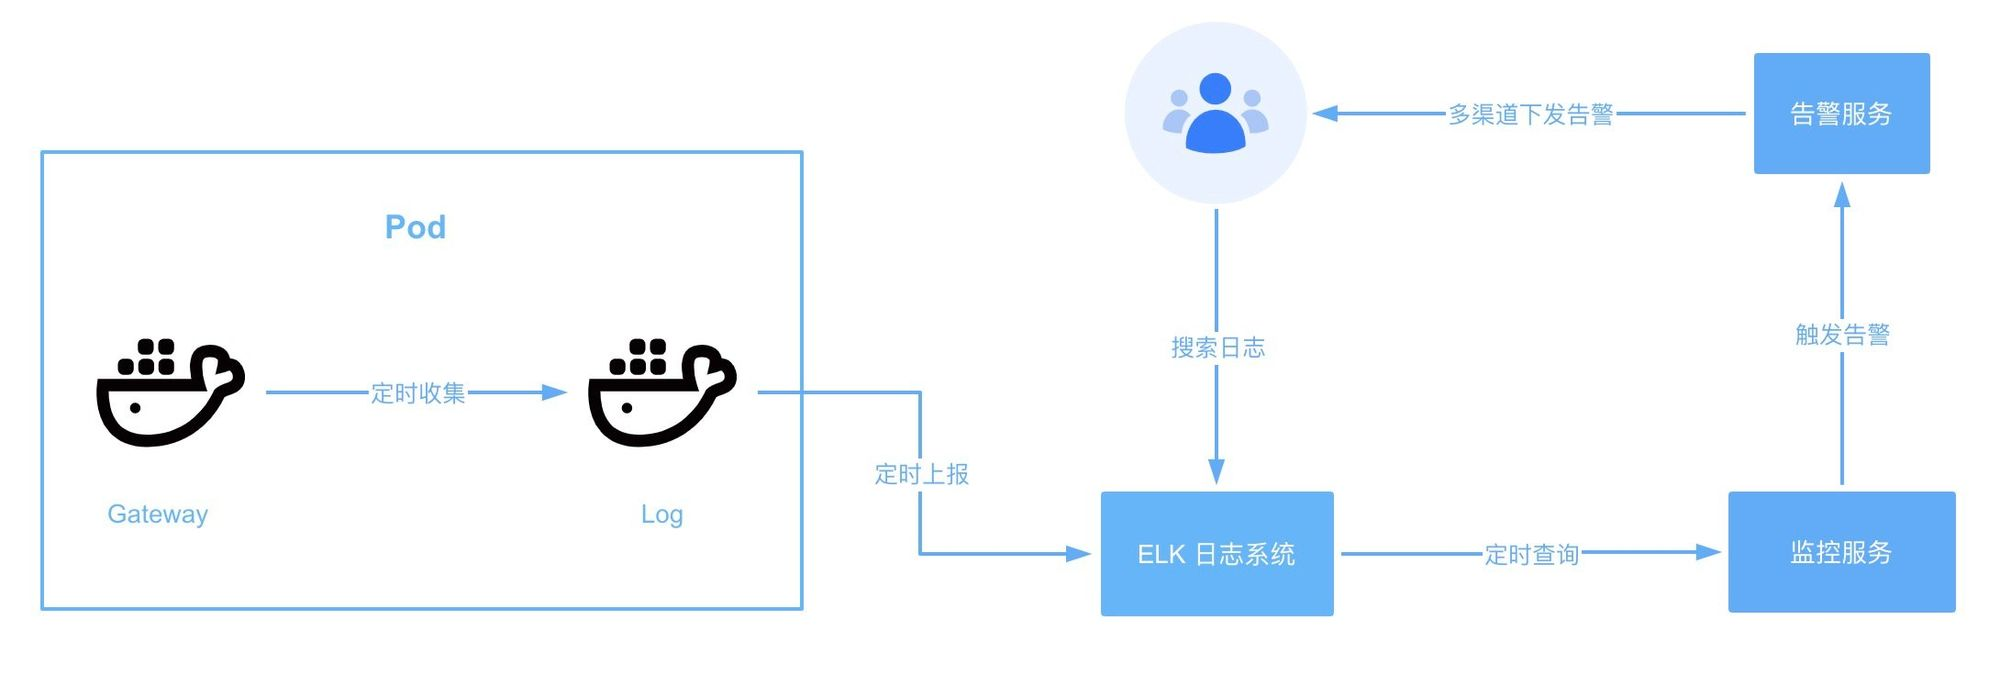 Pod
Gateway
定时收集
Log
定时上报
多渠道下发告警
告警服务
搜索日志
触发告警
ELK 日志系统
定时查询
监控服务